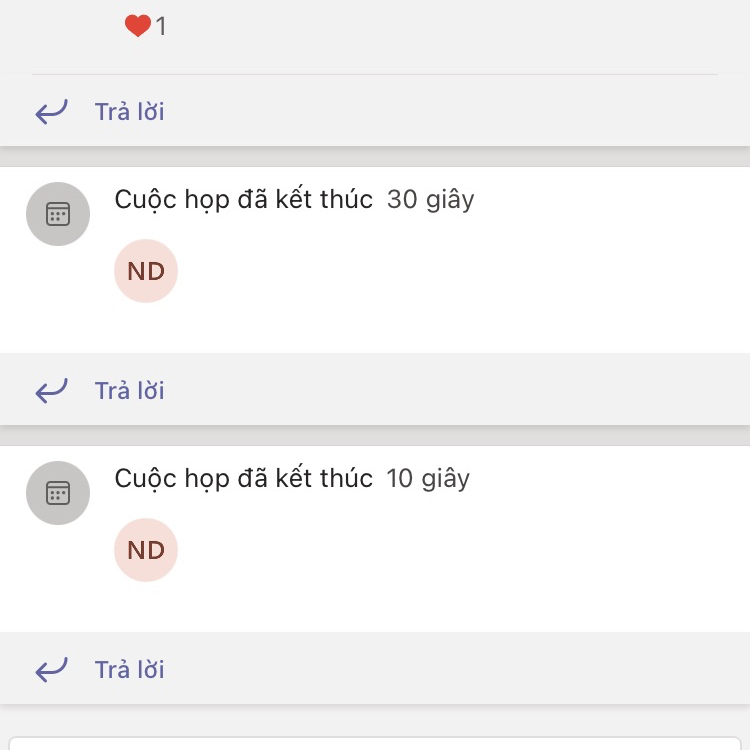 1
Trả lời
Cuộc họp đã kết thúc 30 giây
ND
Trả lời
Cuộc họp đã kết thúc 10 giây
ND
Trả lời